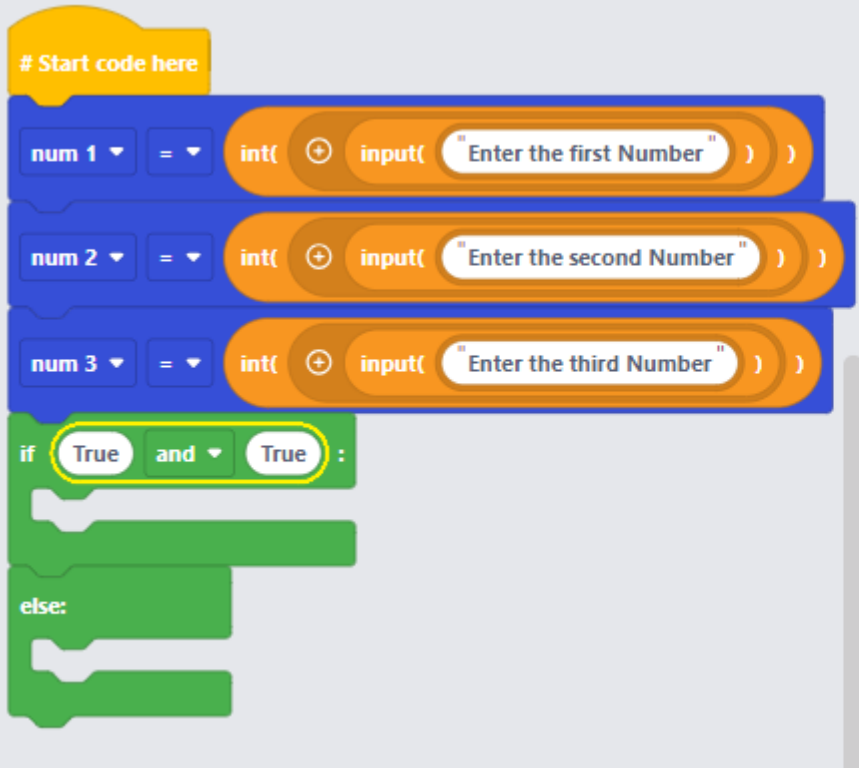 # Start code here
num 1 = int( input( "Enter the first Number" ) )
num 2 = int( input( "Enter the second Number" ) )
num 3 = int( input( "Enter the third Number" ) )
if True and True :
else: